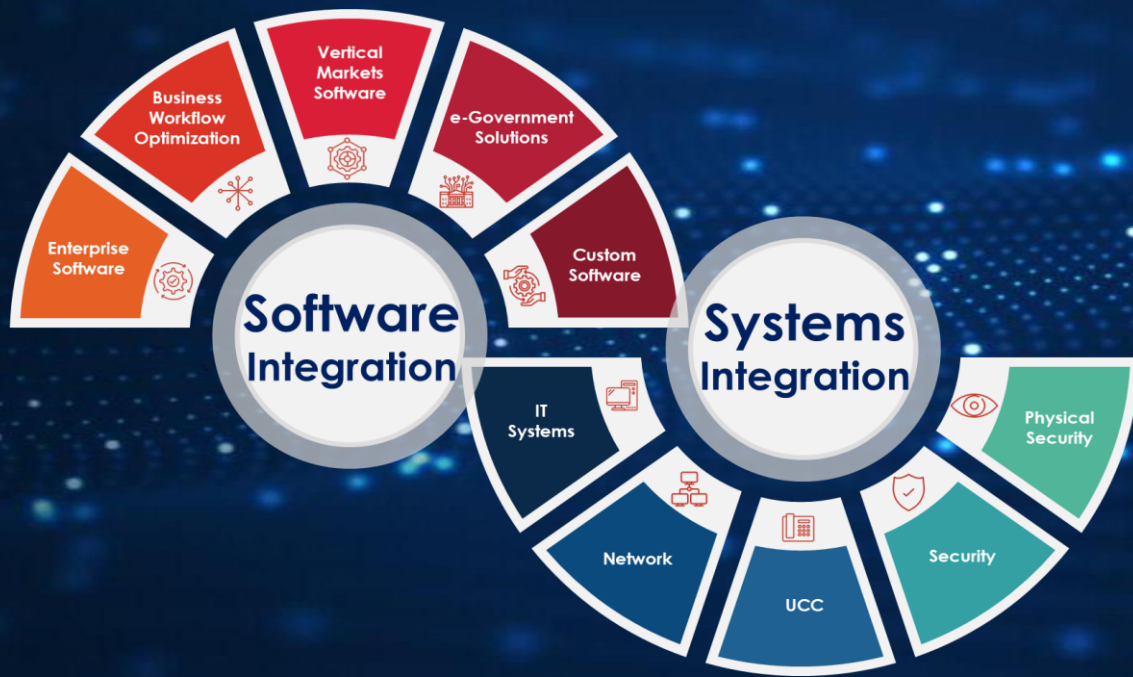 Enterprise
Software
Business
Workflow
Optimization
Vertical
Markets
Software
e-Government
Solutions
Custom
Software
Software
Integration
Systems
Integration
IT
Systems
Network
UCC
Security
Physical
Security